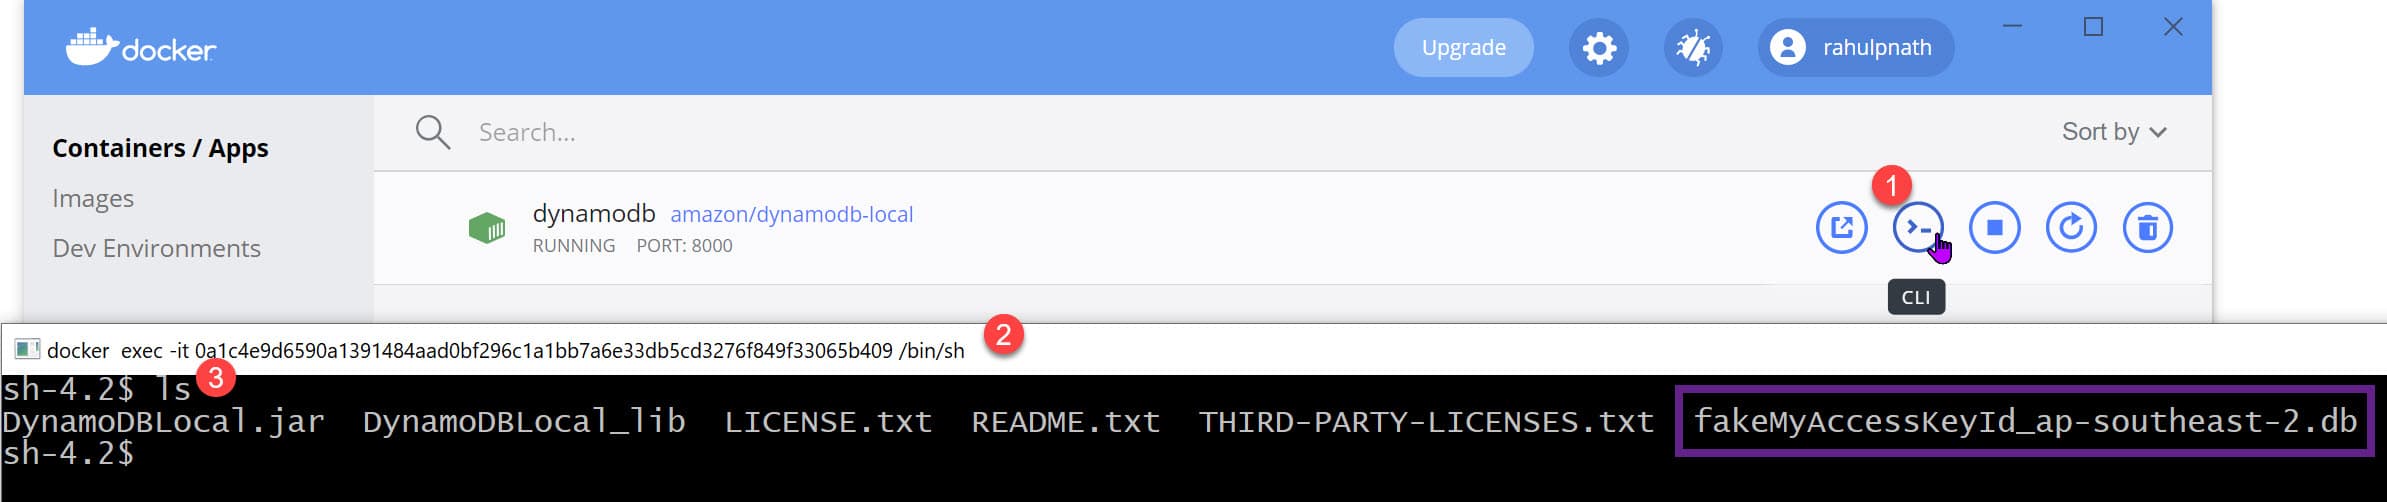 docker
Upgrade
rahulpnath
Containers / Apps
Images
Dev Environments
Search...
Sort by
dynamodb amazon/dynamodb-local
RUNNING PORT: 8000
1
CLI
2
docker exec -it 0a1c4e9d6590a1391484aad0bf296c1a1bb7a6e33db5cd3276f849f33065b409 /bin/sh
3
sh-4.2$ ls
DynamoDBLocal.jar DynamoDBLocal_lib LICENSE.txt README.txt THIRD-PARTY-LICENSES.txt fakeMyAccessKeyId_ap-southeast-2.db
sh-4.2$